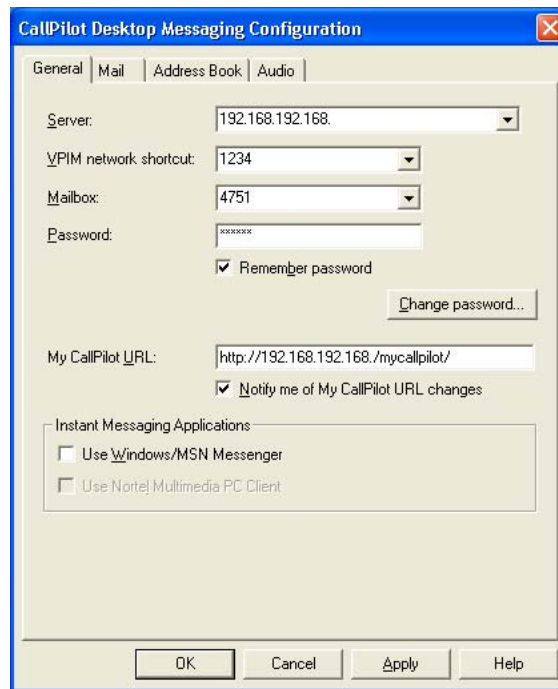 CallPilot Desktop Messaging Configuration
General Mail Address Book Audio
Server: 192.168.192.168.
VPIM network shortcut: 1234
Mailbox: 4751
Password: ××××××
Remember password
Change password...
My CallPilot URL: http://192.168.192.168./mycallpilot/
Notify me of My CallPilot URL changes
Instant Messaging Applications
Use Windows/MSN Messenger
Use Nortel Multimedia PC Client
OK Cancel Apply Help